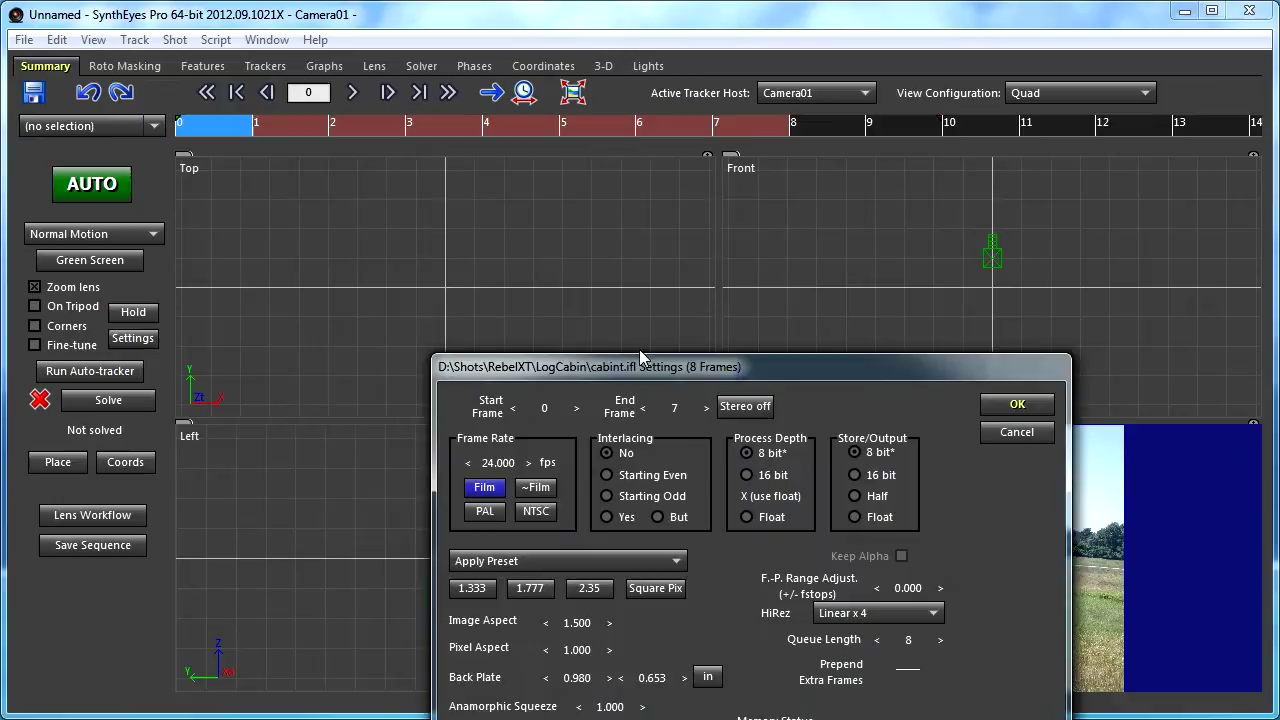 Unnamed - SynthEyes Pro 64-bit 2012.09.1021X - Camera01 -
File Edit View Track Shot Script Window Help
Summary Roto Masking Features Trackers Graphs Lens Solver Phases Coordinates 3-D Lights
0 Active Tracker Host: Camera01 View Configuration: Quad
(no selection) 0 1 2 3 4 5 6 7 8 9 10 11 12 13 14
Top Front
AUTO
Normal Motion
Green Screen
Zoom lens
On Tripod Hold
Corners
Settings
Fine-tune
Run Auto-tracker
Solve
Not solved
Place Coords
Lens Workflow
Save Sequence
Y
Zt X
Left
Z
Y Xd
D:\Shots\RebelXT\LogCabin\cabint.ifl Settings (8 Frames)
Start Frame < 0 > End Frame < 7 > Stereo off OK
Cancel
Frame Rate Interlacing Process Depth Store/Output
< 24.000 > fps No 8 bit* 8 bit*
Starting Even 16 bit 16 bit
Film ~Film Starting Odd X (use float) Half
PAL NTSC Yes But Float Float
Apply Preset Keep Alpha
1.333 1.777 2.35 Square Pix F.-P. Range Adjust. (+/- fstops) < 0.000 >
HiRez Linear x 4
Image Aspect < 1.500 >
Queue Length < 8 >
Pixel Aspect < 1.000 >
Prepend Extra Frames
Back Plate < 0.980 > < 0.653 > in
Anamorphic Squeeze < 1.000 >
Memory Status